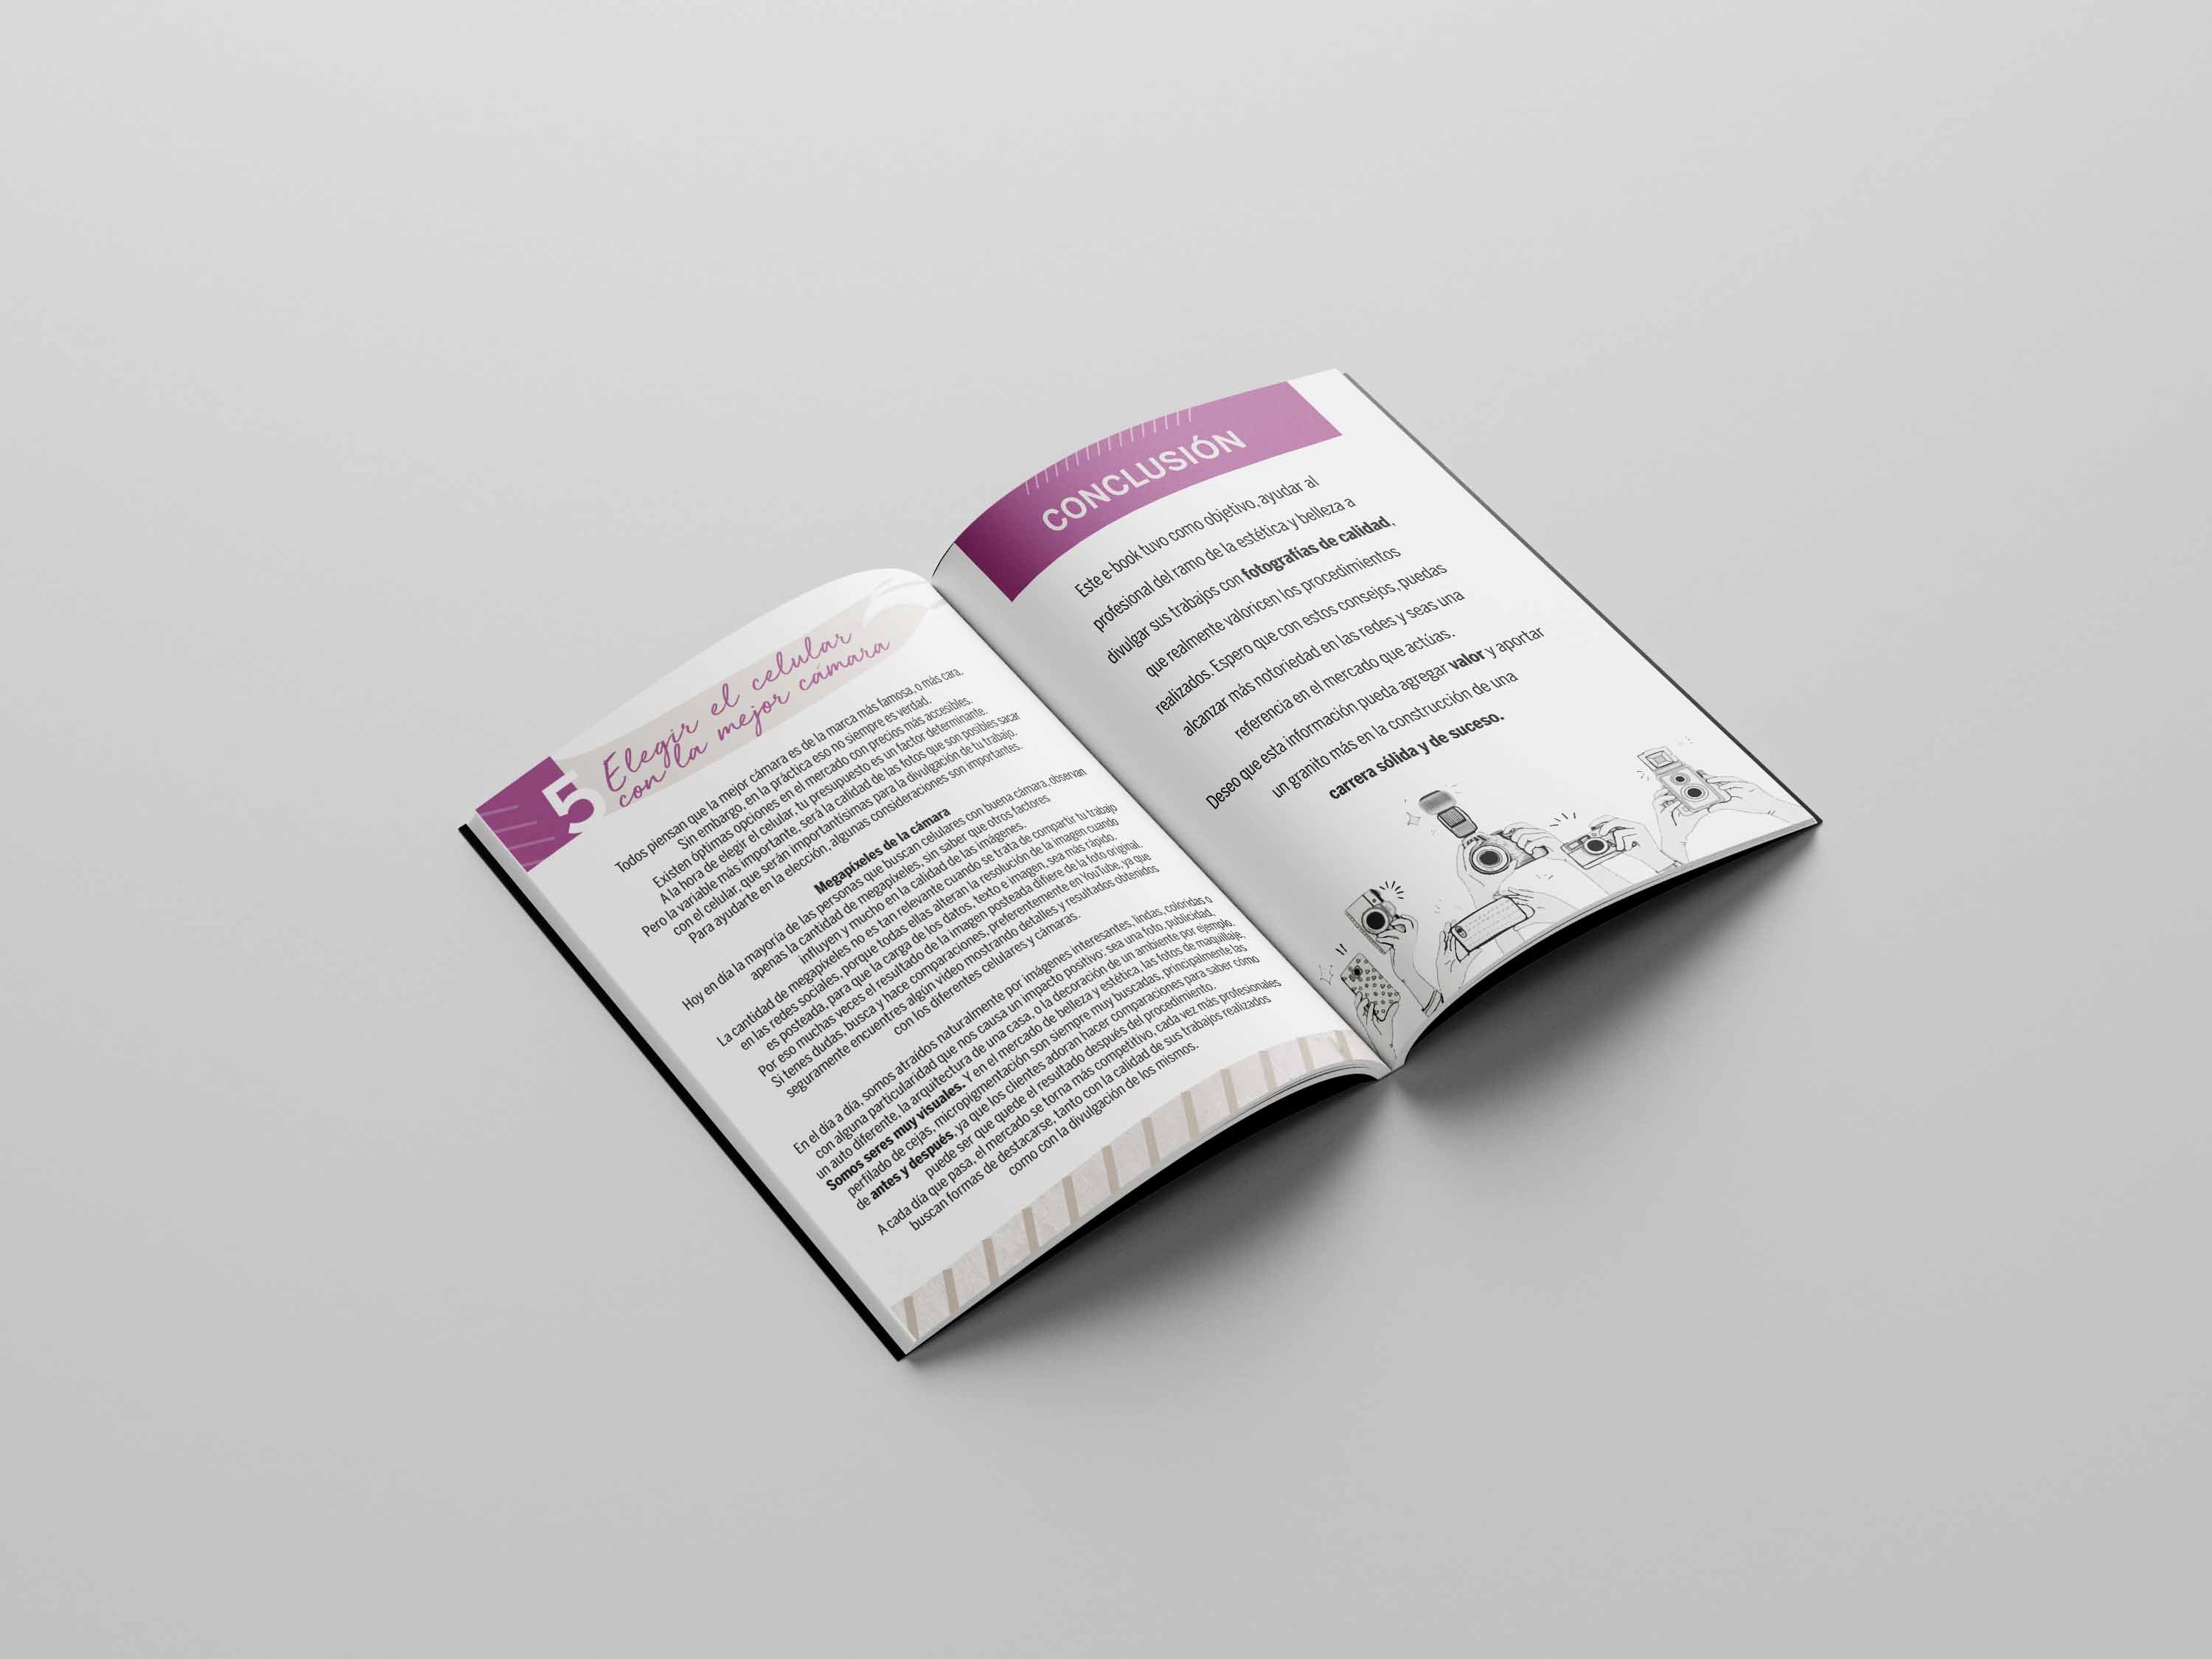 5
Elegir el celular
con la mejor cámara
Todos piensan que la mejor cámara es de la marca más famosa, o más cara.
Sin embargo, en la práctica eso no siempre es verdad.
Existen óptimas opciones en el mercado con precios más accesibles.
A la hora de elegir el celular, tu presupuesto es un factor determinante.
Pero la variable más importante, será la calidad de las fotos que son posibles sacar
con el celular, que serán importantísimas para la divulgación de tu trabajo.
Para ayudarte en la elección, algunas consideraciones son importantes.
Megapíxeles de la cámara
Hoy en día la mayoría de las personas que buscan celulares con buena cámara, observan
apenas la cantidad de megapíxeles, sin saber que otros factores
influyen y mucho en la calidad de las imágenes.
La cantidad de megapíxeles no es tan relevante cuando se trata de compartir tu trabajo
en las redes sociales, porque todas ellas alteran la resolución de la imagen cuando
es posteada, para que la carga de los datos, texto e imagen, sea más rápido.
Por eso muchas veces el resultado de la imagen posteada difiere de la foto original.
Si tenes dudas, busca y hace comparaciones, preferentemente en YouTube, ya que
seguramente encuentres algún video mostrando detalles y resultados obtenidos
con los diferentes celulares y cámaras.
En el día a día, somos atraídos naturalmente por imágenes interesantes, lindas, coloridas o
con alguna particularidad que nos causa un impacto positivo: sea una foto, publicidad,
un auto diferente, la arquitectura de una casa, o la decoración de un ambiente por ejemplo.
Somos seres muy visuales. Y en el mercado de belleza y estética, las fotos de maquillaje,
perfilado de cejas, micropigmentación son siempre muy buscadas, principalmente las
de antes y después, ya que los clientes adoran hacer comparaciones para saber cómo
puede ser que quede el resultado después del procedimiento.
A cada día que pasa, el mercado se torna más competitivo, cada vez más profesionales
buscan formas de destacarse, tanto con la calidad de sus trabajos realizados
como con la divulgación de los mismos.
CONCLUSIÓN
Este e-book tuvo como objetivo, ayudar al
profesional del ramo de la estética y belleza a
divulgar sus trabajos con fotografías de calidad,
que realmente valoricen los procedimientos
realizados. Espero que con estos consejos, puedas
alcanzar más notoriedad en las redes y seas una
referencia en el mercado que actúas.
Deseo que esta información pueda agregar valor y aportar
un granito más en la construcción de una
carrera sólida y de suceso.